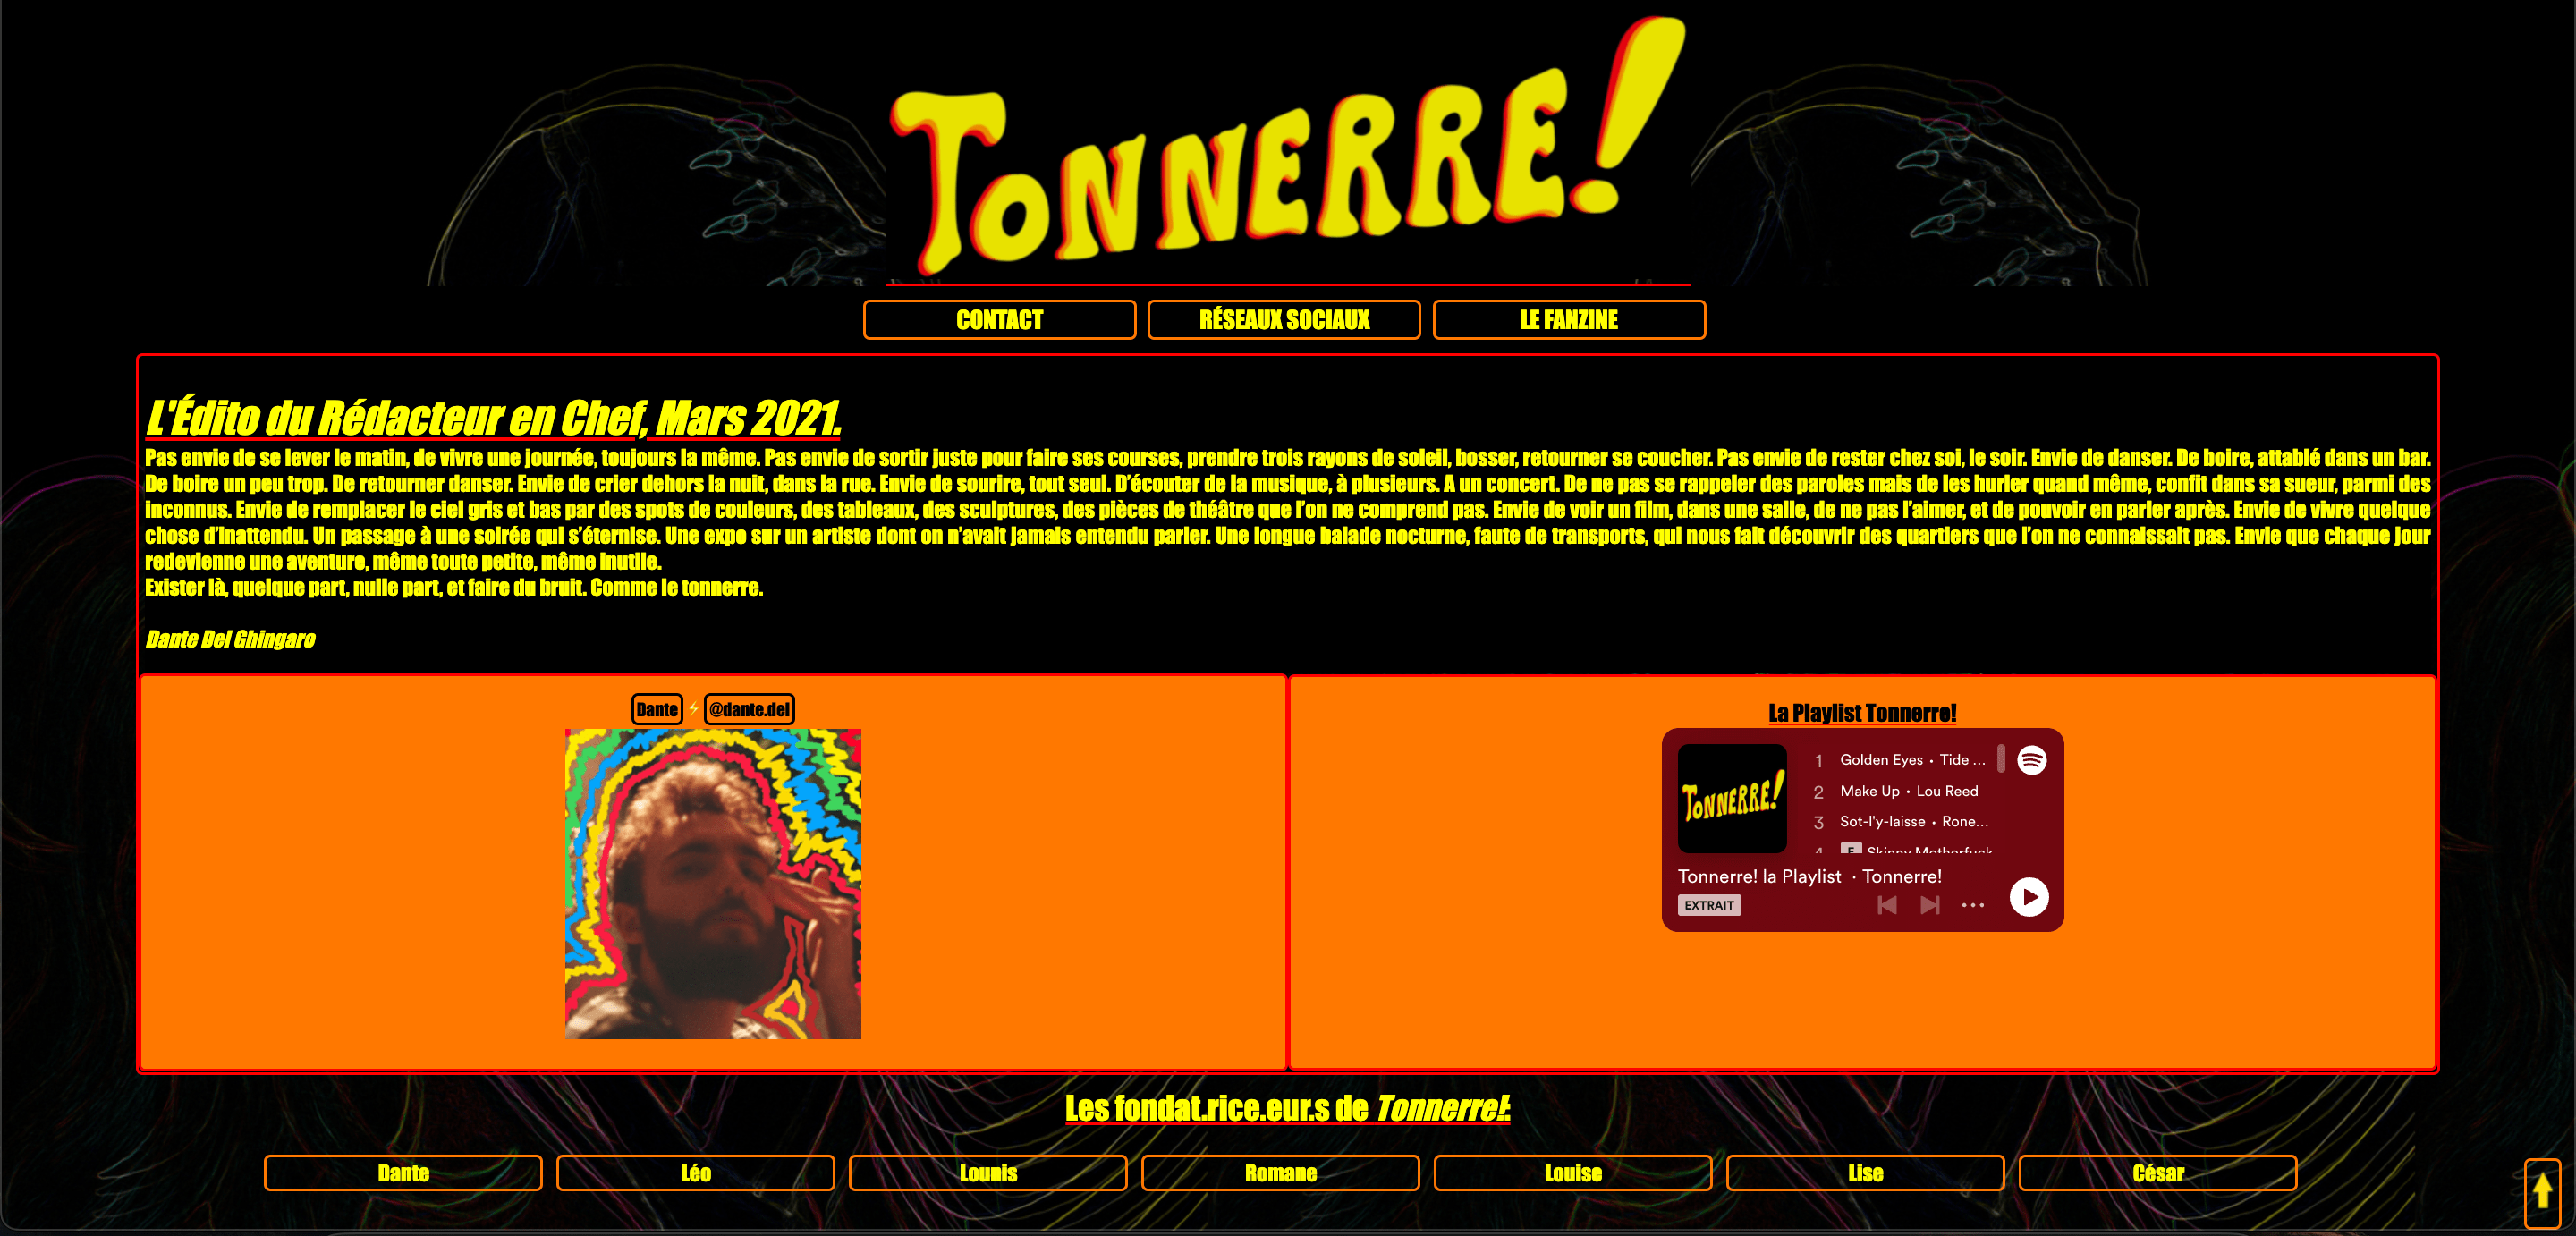 TONNERRE!
CONTACT
RÉSEAUX SOCIAUX
LE FANZINE
L'Édito du Rédacteur en Chef, Mars 2021.
Pas envie de se lever le matin, de vivre une journée, toujours la même. Pas envie de sortir juste pour faire ses courses, prendre trois rayons de soleil, bosser, retourner se coucher. Pas envie de rester chez soi, le soir. Envie de danser. De boire, attablé dans un bar.
De boire un peu trop. De retourner danser. Envie de crier dehors la nuit, dans la rue. Envie de sourire, tout seul. D’écouter de la musique, à plusieurs. A un concert. De ne pas se rappeler des paroles mais de les hurler quand même, confit dans sa sueur, parmi des
inconnus. Envie de remplacer le ciel gris et bas par des spots de couleurs, des tableaux, des sculptures, des pièces de théâtre que l’on ne comprend pas. Envie de voir un film, dans une salle, de ne pas l’aimer, et de pouvoir en parler après. Envie de vivre quelque
chose d’inattendu. Un passage à une soirée qui s’éternise. Une expo sur un artiste dont on n’avait jamais entendu parler. Une longue balade nocturne, faute de transports, qui nous fait découvrir des quartiers que l’on ne connaissait pas. Envie que chaque jour
redevienne une aventure, même toute petite, même inutile.
Exister là, quelque part, nulle part, et faire du bruit. Comme le tonnerre.
Dante Del Ghingaro
Dante ⚡ @dante.del
La Playlist Tonnerre!
TONNERRE!
1 Golden Eyes • Tide ...
2 Make Up • Lou Reed
3 Sot-l'y-laisse • Rone...
4 E Skinny Motherfuck
Tonnerre! la Playlist · Tonnerre!
EXTRAIT
Les fondat.rice.eur.s de Tonnerre!:
Dante
Léo
Lounis
Romane
Louise
Lise
César